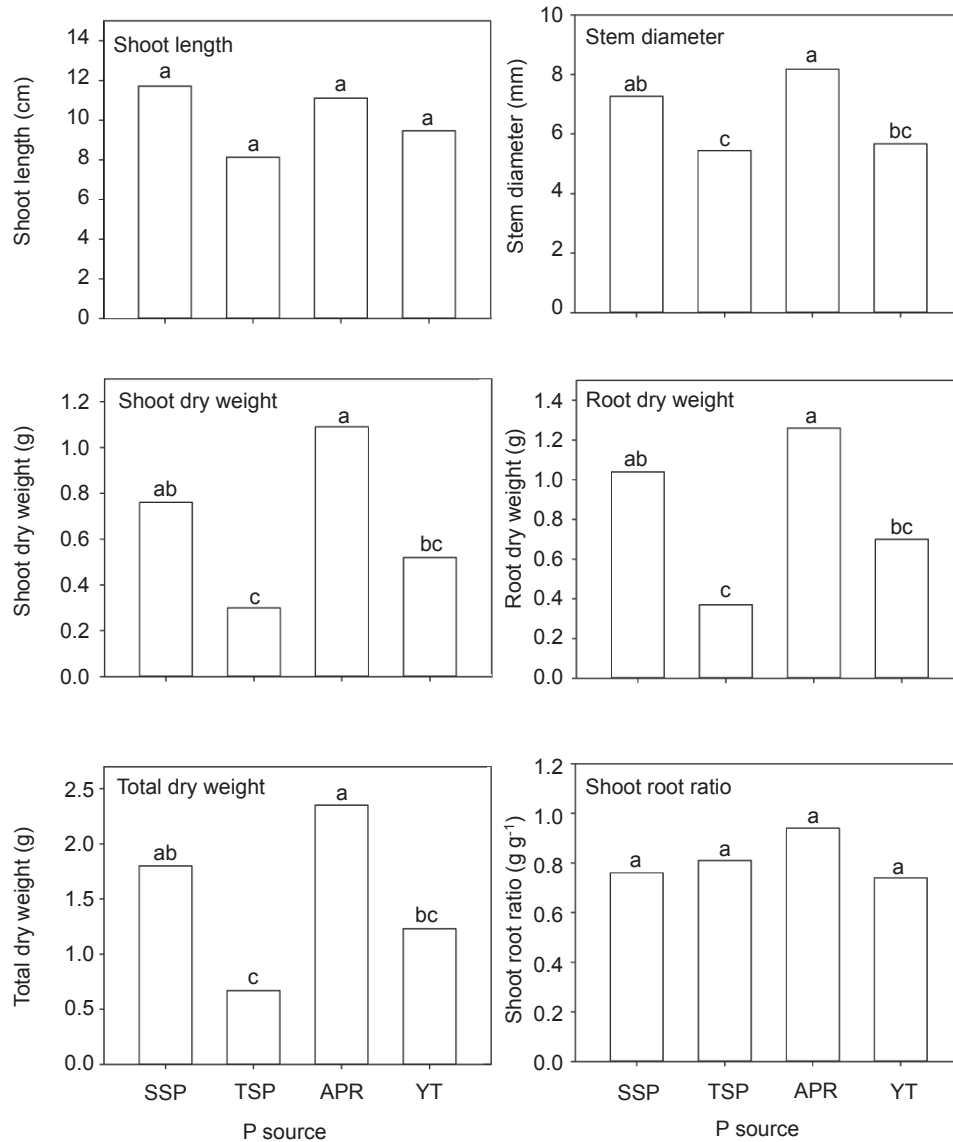 Shoot length
Shoot length (cm)
14
12
10
8
6
4
2
0
a
a
a
a
Stem diameter
Stem diameter (mm)
10
8
6
4
2
0
ab
c
a
bc
Shoot dry weight
Shoot dry weight (g)
1.2
1.0
0.8
0.6
0.4
0.2
0.0
ab
c
a
bc
Root dry weight
Root dry weight (g)
1.4
1.2
1.0
0.8
0.6
0.4
0.2
0.0
ab
c
a
bc
Total dry weight
Total dry weight (g)
2.5
2.0
1.5
1.0
0.5
0.0
ab
c
a
bc
SSP TSP APR YT
P source
Shoot root ratio
Shoot root ratio (g g⁻¹)
1.2
1.0
0.8
0.6
0.4
0.2
0.0
a
a
a
a
SSP TSP APR YT
P source